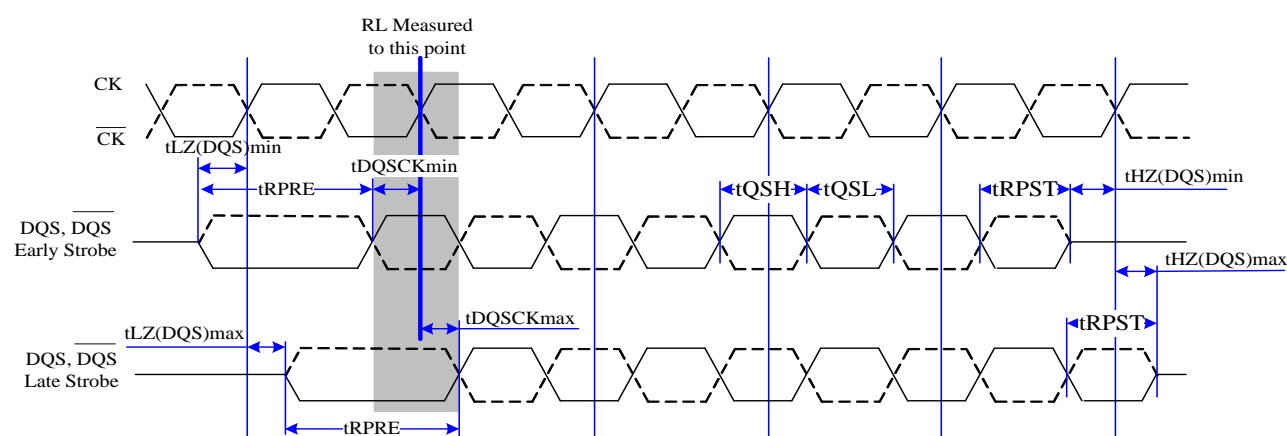 RL Measured
to this point
CK
CK
tLZ(DQS)min
tRPRE
tDQSCKmin
tQSH
tQSL
tRPST
tHZ(DQS)min
DQS, DQS
Early Strobe
tHZ(DQS)max
tLZ(DQS)max
tDQSCKmax
tRPST
DQS, DQS
Late Strobe
tRPRE